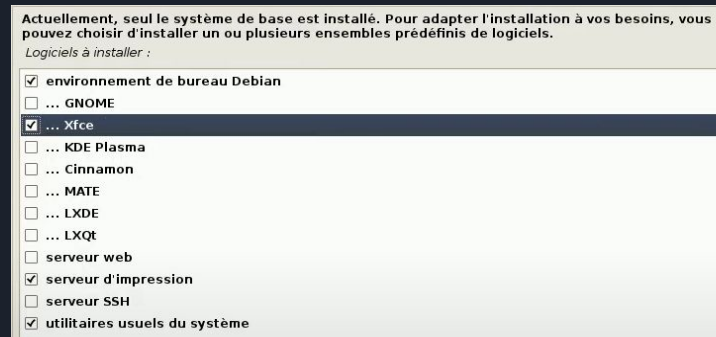 Actuellement, seul le système de base est installé. Pour adapter l'installation à vos besoins, vous
pouvez choisir d'installer un ou plusieurs ensembles prédéfinis de logiciels.
Logiciels à installer :
environnement de bureau Debian
... GNOME
... Xfce
... KDE Plasma
... Cinnamon
... MATE
... LXDE
... LXQt
serveur web
serveur d'impression
serveur SSH
utilitaires usuels du système